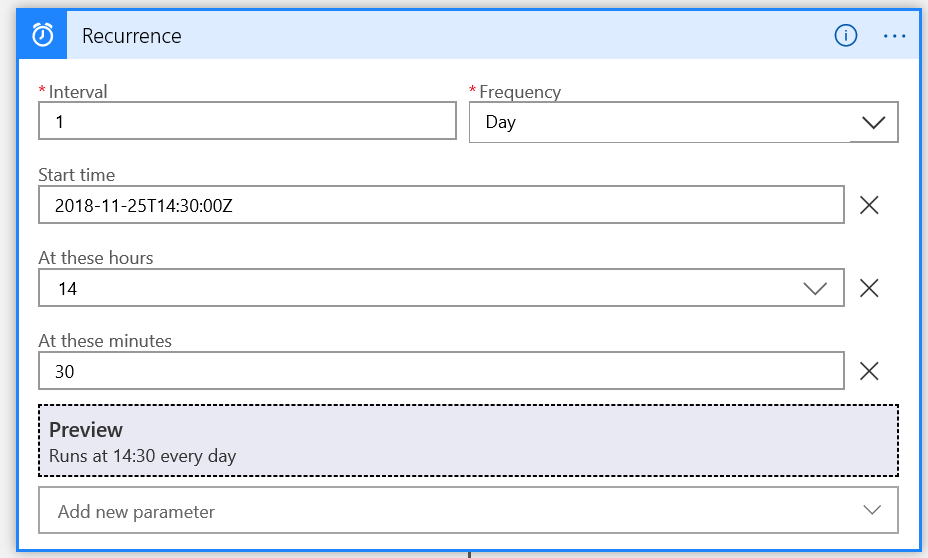 Recurrence
* Interval
* Frequency
1
Day
Start time
2018-11-25T14:30:00Z
At these hours
14
At these minutes
30
Preview
Runs at 14:30 every day
Add new parameter